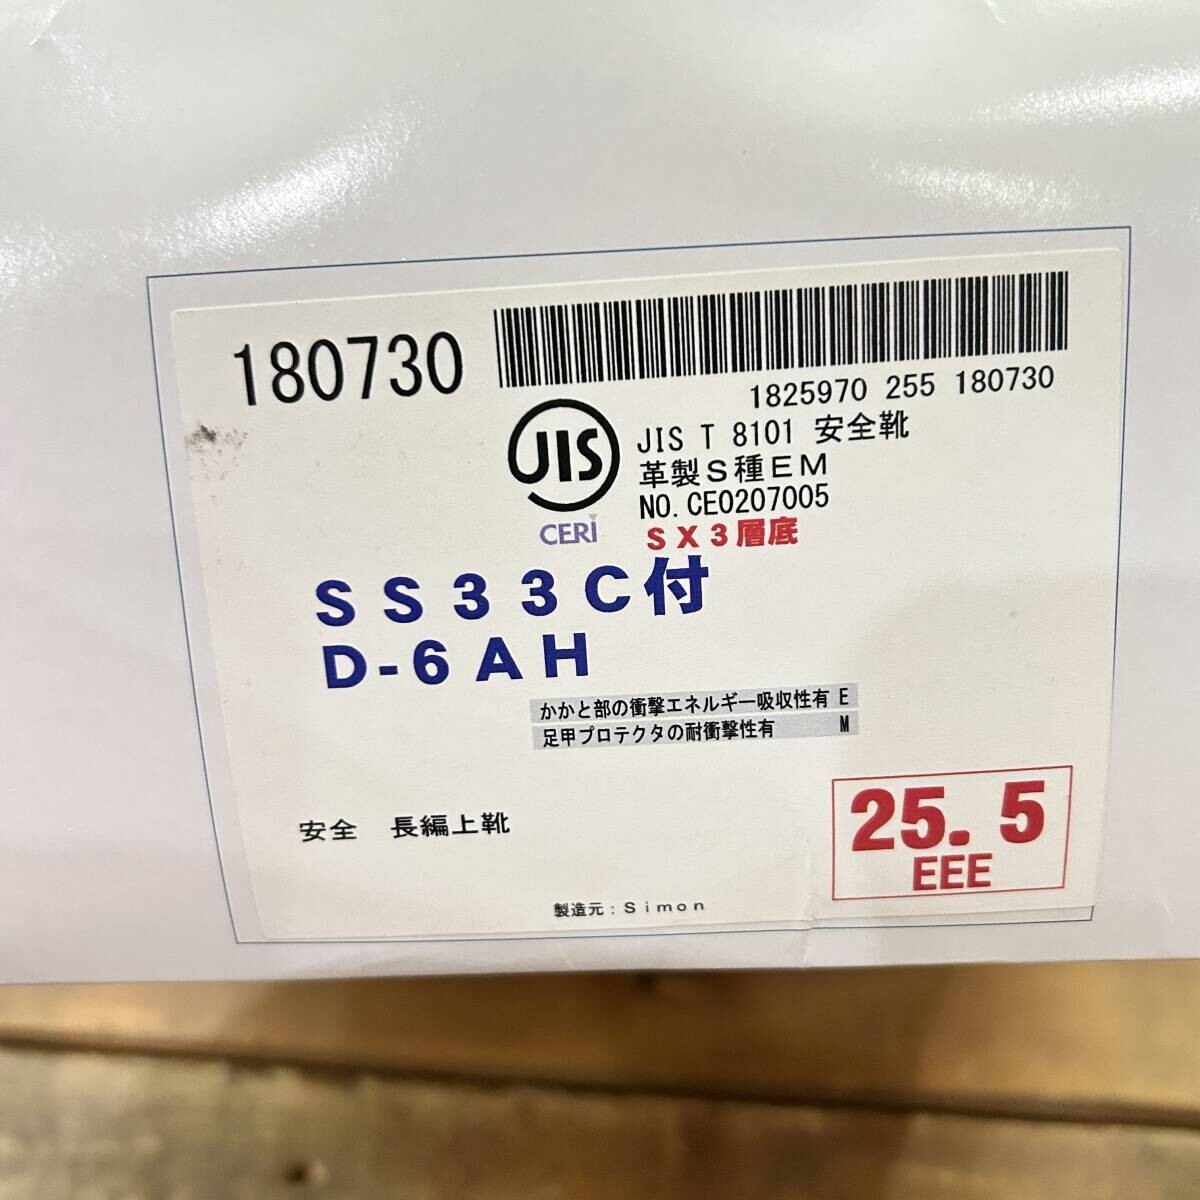 180730
1825970 255 180730
JIS
JIS T 8101 安全靴
革製S種EM
NO.CE0207005
CERI
SX3層底
SS33C付
D-6AH
かかと部の衝撃エネルギー吸収性有 E
足甲プロテクタの耐衝撃性有 M
25.5
EEE
安全 長編上靴
製造元:Simon